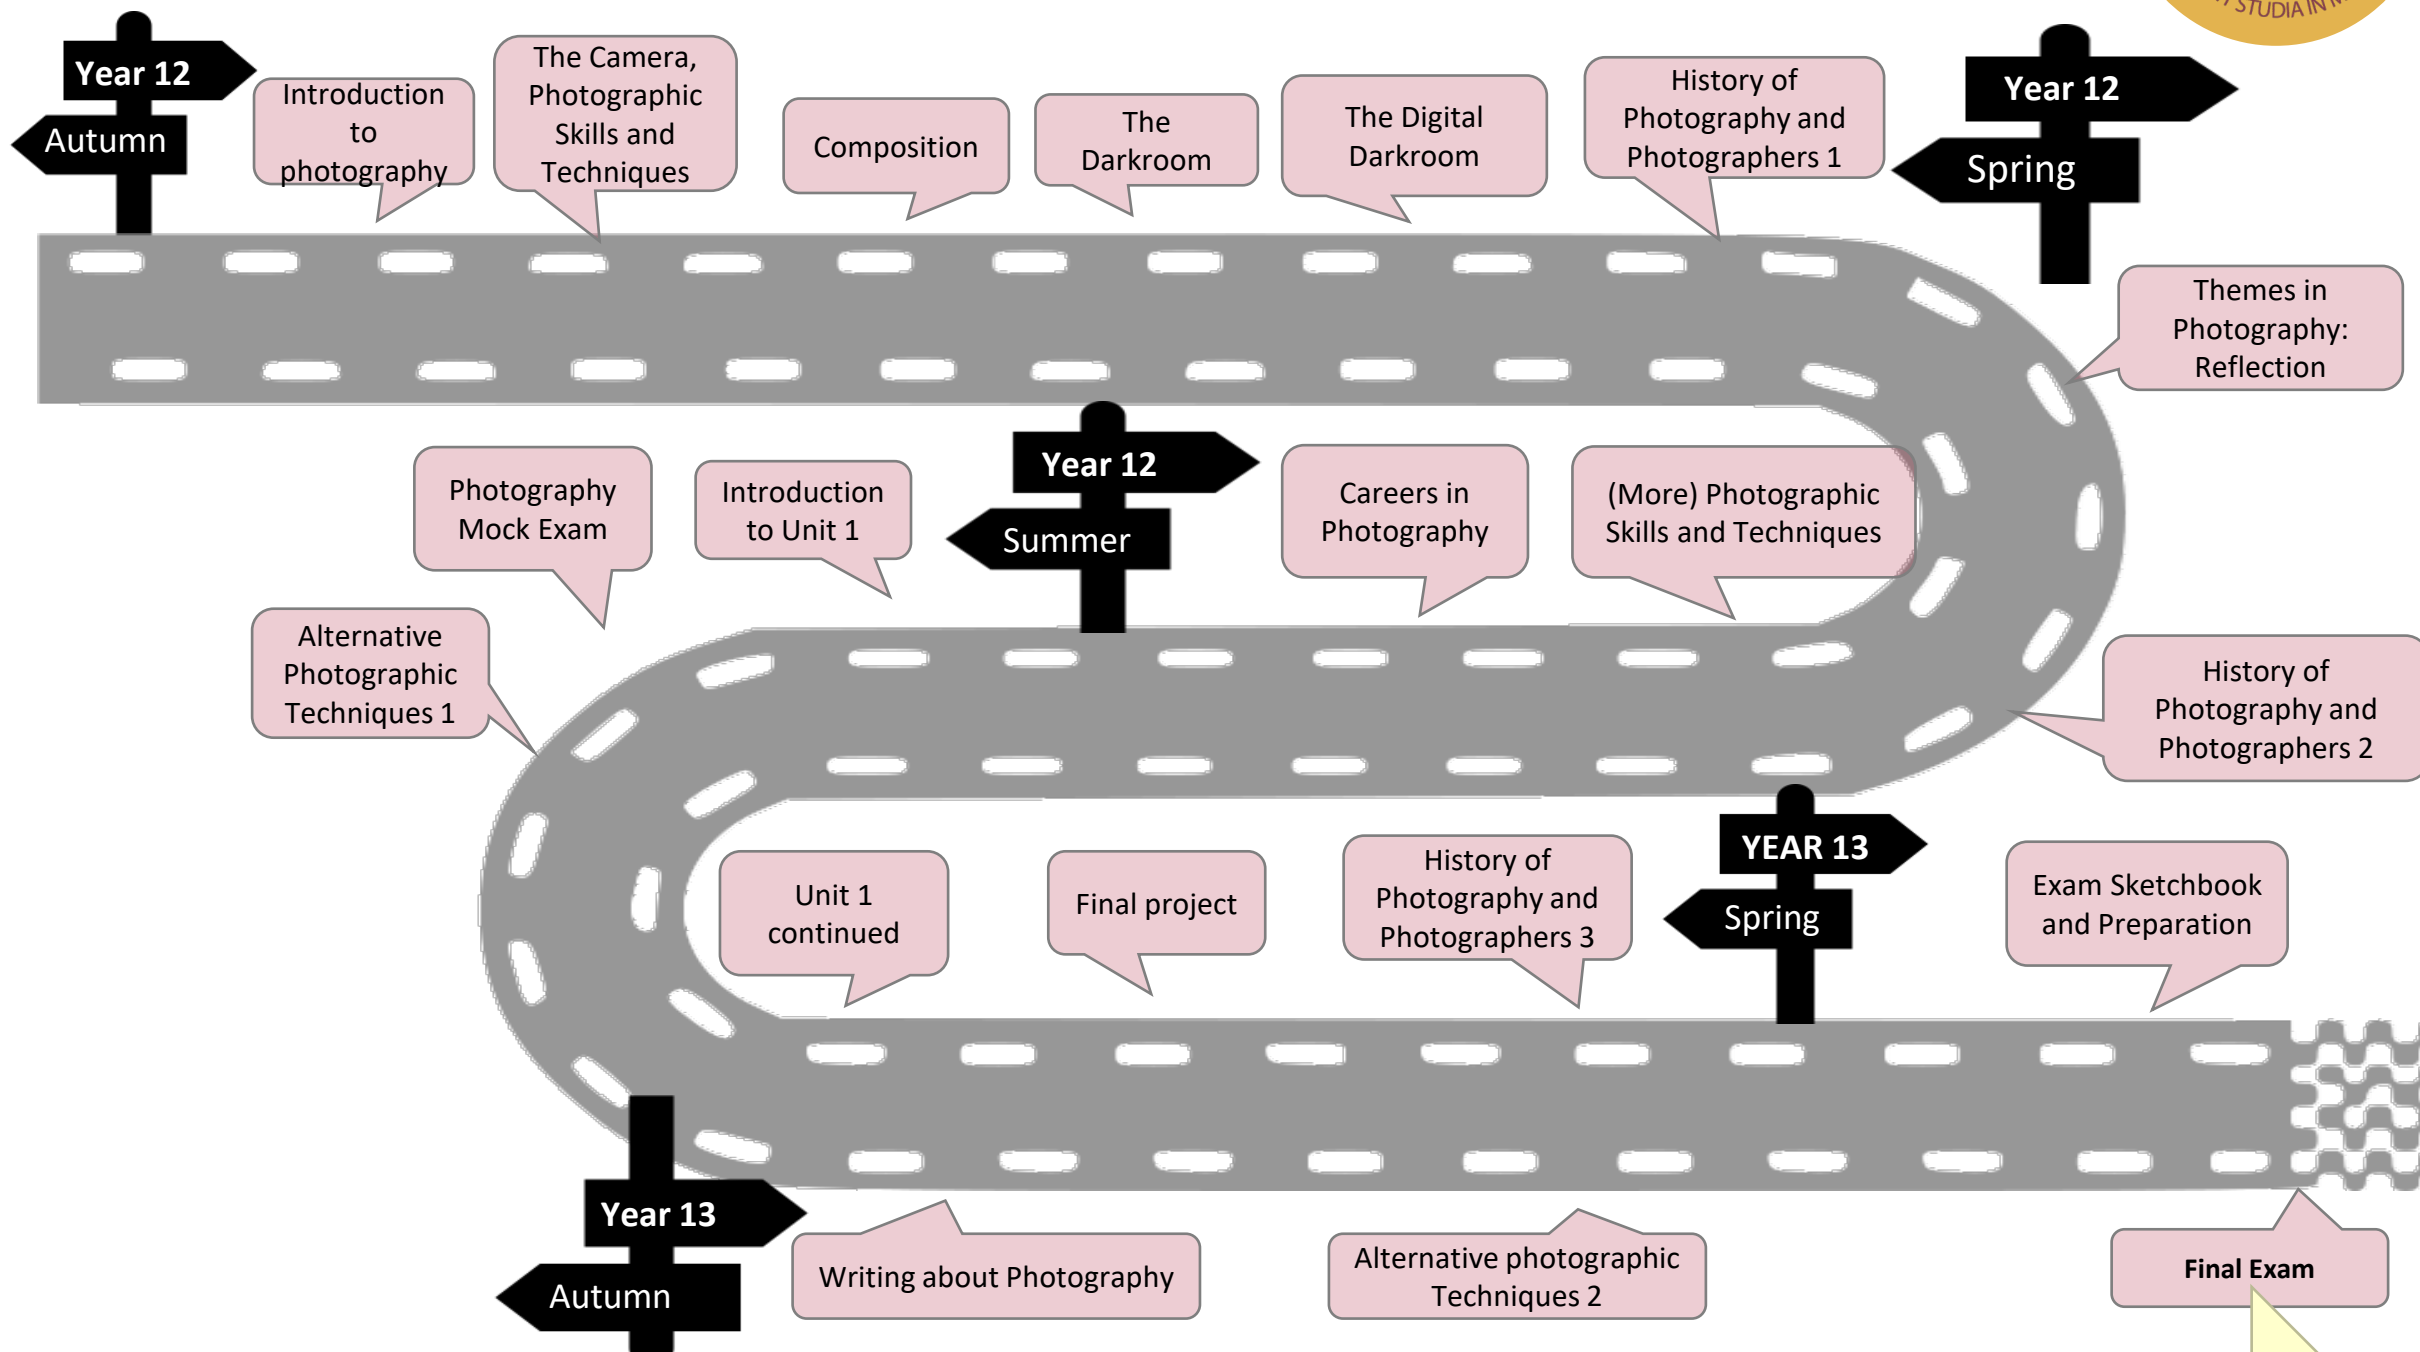 STUDIA IN
Year 12
Autumn
Introduction
to
photography
The Camera,
Photographic
Skills and
Techniques
Composition
The
Darkroom
The Digital
Darkroom
History of
Photography and
Photographers 1
Year 12
Spring
Themes in
Photography:
Reflection
Photography
Mock Exam
Introduction
to Unit 1
Year 12
Summer
Careers in
Photography
(More) Photographic
Skills and Techniques
Alternative
Photographic
Techniques 1
History of
Photography and
Photographers 2
Unit 1
continued
Final project
History of
Photography and
Photographers 3
YEAR 13
Spring
Exam Sketchbook
and Preparation
Year 13
Autumn
Writing about Photography
Alternative photographic
Techniques 2
Final Exam